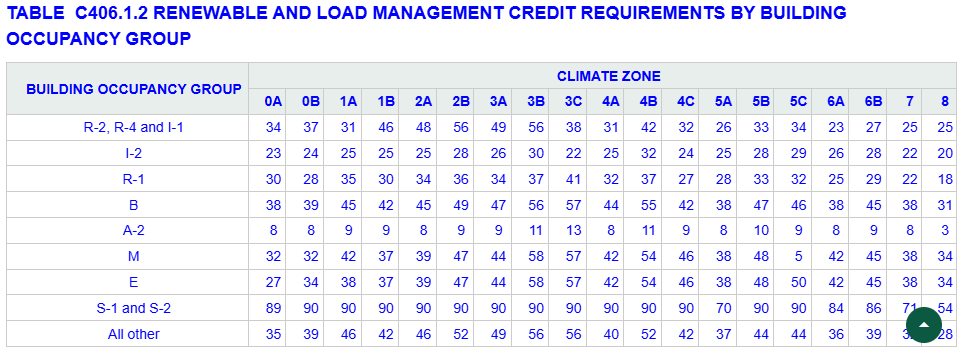 TABLE C406.1.2 RENEWABLE AND LOAD MANAGEMENT CREDIT REQUIREMENTS BY BUILDING
OCCUPANCY GROUP
BUILDING OCCUPANCY GROUP CLIMATE ZONE
0A 0B 1A 1B 2A 2B 3A 3B 3C 4A 4B 4C 5A 5B 5C 6A 6B 7 8
R-2, R-4 and I-1 34 37 31 46 48 56 49 56 38 31 42 32 26 33 34 23 27 25 25
I-2 23 24 25 25 25 28 26 30 22 25 32 24 25 28 29 26 28 22 20
R-1 30 28 35 30 34 36 34 37 41 32 37 27 28 33 32 25 29 22 18
B 38 39 45 42 45 49 47 56 57 44 55 42 38 47 46 38 45 38 31
A-2 8 8 9 9 8 9 9 11 13 8 11 9 8 10 9 8 9 8 3
M 32 32 42 37 39 47 44 58 57 42 54 46 38 48 5 42 45 38 34
E 27 34 38 37 39 47 44 58 57 42 54 46 38 48 50 42 45 38 34
S-1 and S-2 89 90 90 90 90 90 90 90 90 90 90 90 70 90 90 84 86 71 54
All other 35 39 46 42 46 52 49 56 56 40 52 42 37 44 44 36 39 28